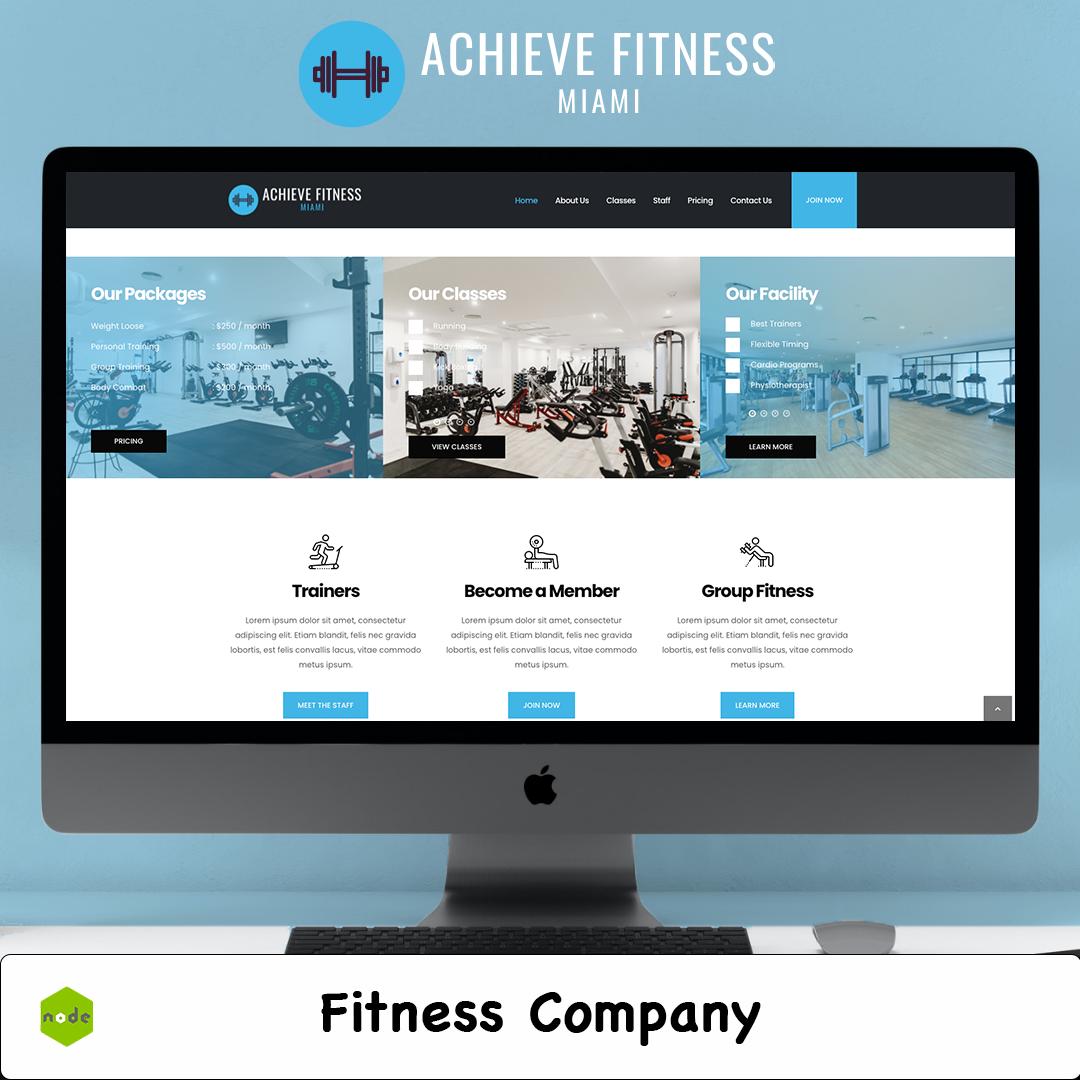 ACHIEVE FITNESS
MIAMI
ACHIEVE FITNESS
MIAMI
Home About Us Classes Staff Pricing Contact Us JOIN NOW
Our Packages
Weight Loose : $250 / month
Personal Training : $500 / month
Group Training : $300 / month
Body Combat : $200 / month
PRICING
Our Classes
Running
Body Building
Yoga
VIEW CLASSES
Our Facility
Best Trainers
Flexible Timing
Cardio Programs
Physiotherapist
LEARN MORE
Trainers
Lorem ipsum dolor sit amet, consectetur
adipiscing elit. Etiam blandit, felis nec gravida
lobortis, est felis convallis lacus, vitae commodo
metus ipsum.
MEET THE STAFF
Become a Member
Lorem ipsum dolor sit amet, consectetur
adipiscing elit. Etiam blandit, felis nec gravida
lobortis, est felis convallis lacus, vitae commodo
metus ipsum.
JOIN NOW
Group Fitness
Lorem ipsum dolor sit amet, consectetur
adipiscing elit. Etiam blandit, felis nec gravida
lobortis, est felis convallis lacus, vitae commodo
metus ipsum.
LEARN MORE
node
Fitness Company